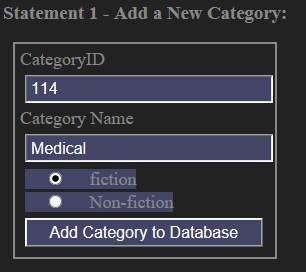 Statement 1 - Add a New Category:
CategoryID
114
Category Name
Medical
fiction
Non-fiction
Add Category to Database